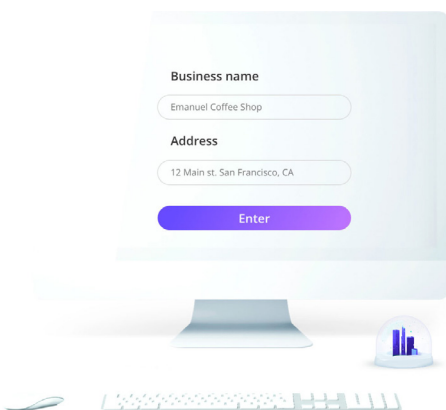 Business name
Emanuel Coffee Shop
Address
12 Main st. San Francisco, CA
Enter